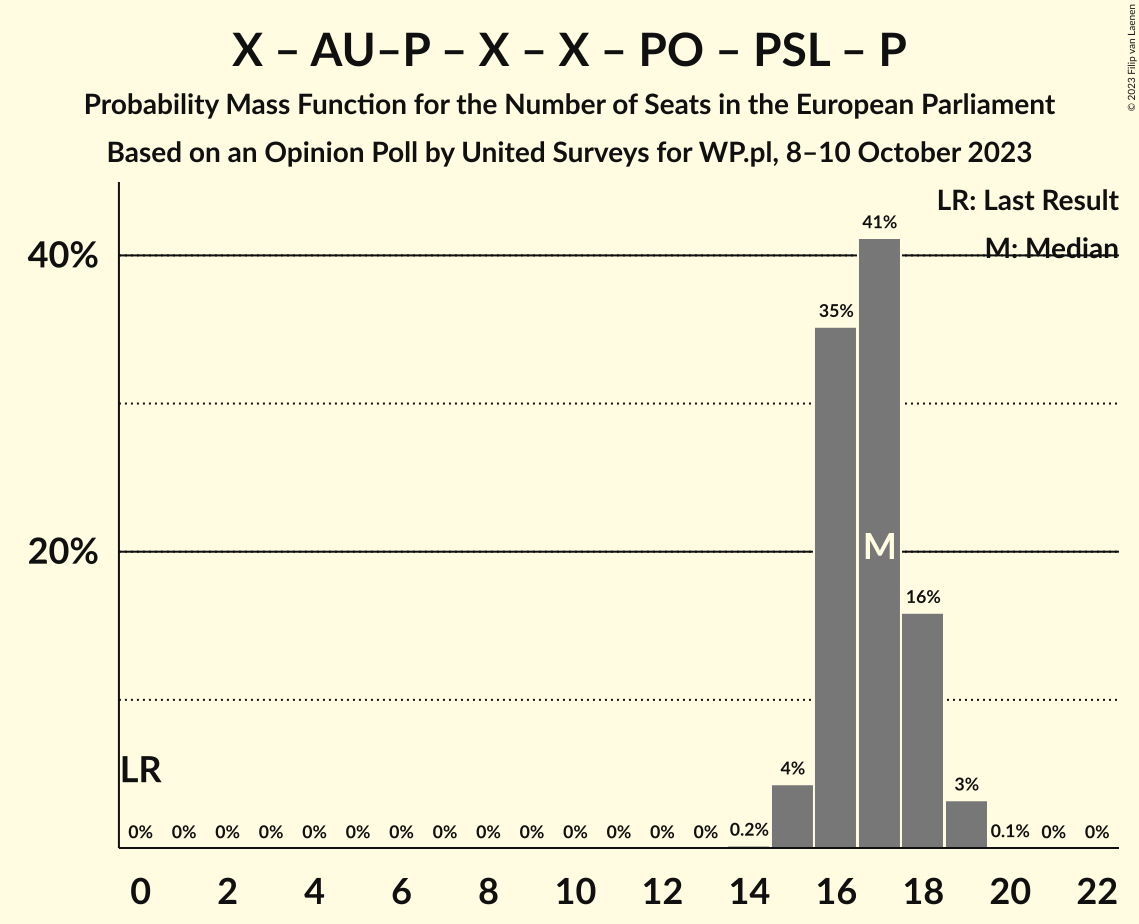 X – AU–P – X – X – PO – PSL – P
Probability Mass Function for the Number of Seats in the European Parliament
Based on an Opinion Poll by United Surveys for WP.pl, 8–10 October 2023
© 2023 Filip van Laenen
LR: Last Result
M: Median
40%
20%
41%
35%
M
16%
LR
4%
3%
0% 0% 0% 0% 0% 0% 0% 0% 0% 0% 0% 0% 0% 0% 0.2% 0.1% 0% 0%
0 2 4 6 8 10 12 14 16 18 20 22